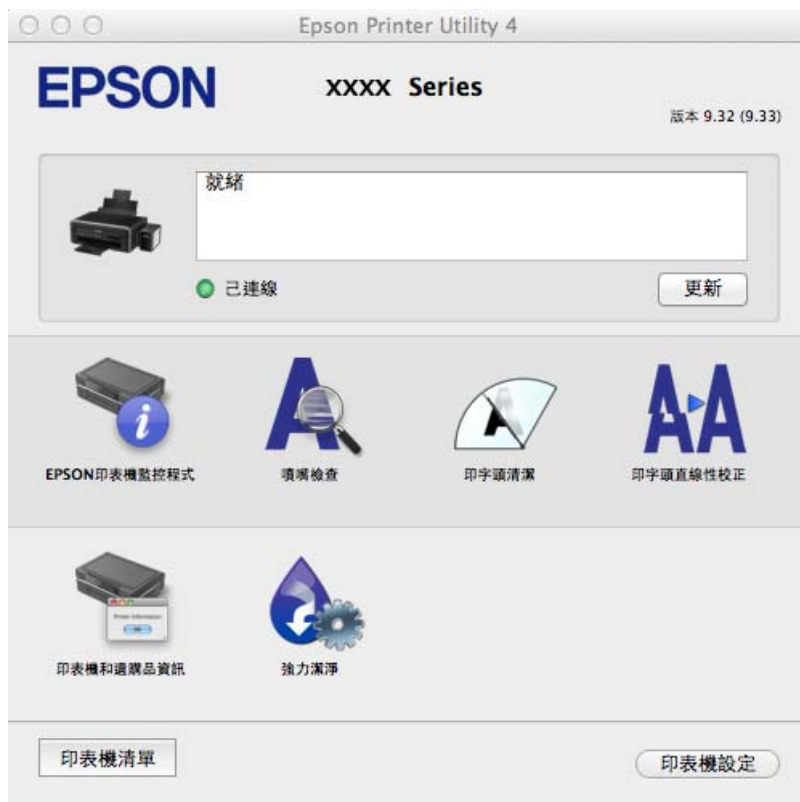 Epson Printer Utility 4
EPSON
XXXX Series
版本 9.32 (9.33)
就緒
己連線
更新
EPSON印表機監控程式
噴嘴檢查
印字頭清潔
印字頭直線性校正
印表機和選購品資訊
強力潔淨
印表機清單
印表機設定